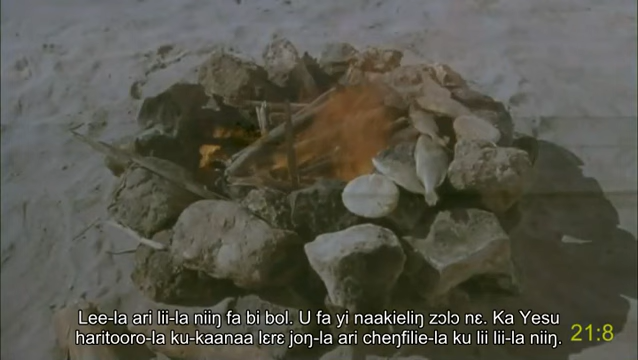 Lee-la ari lii-la niiŋ fa bi bol. U fa yi naakieliŋ zɔlɔ nɛ. Ka Yesu
haritooro-la ku-kaanaa lɛrɛ joŋ-la ari cheŋfilie-la ku lii lii-la niiŋ.
21:8